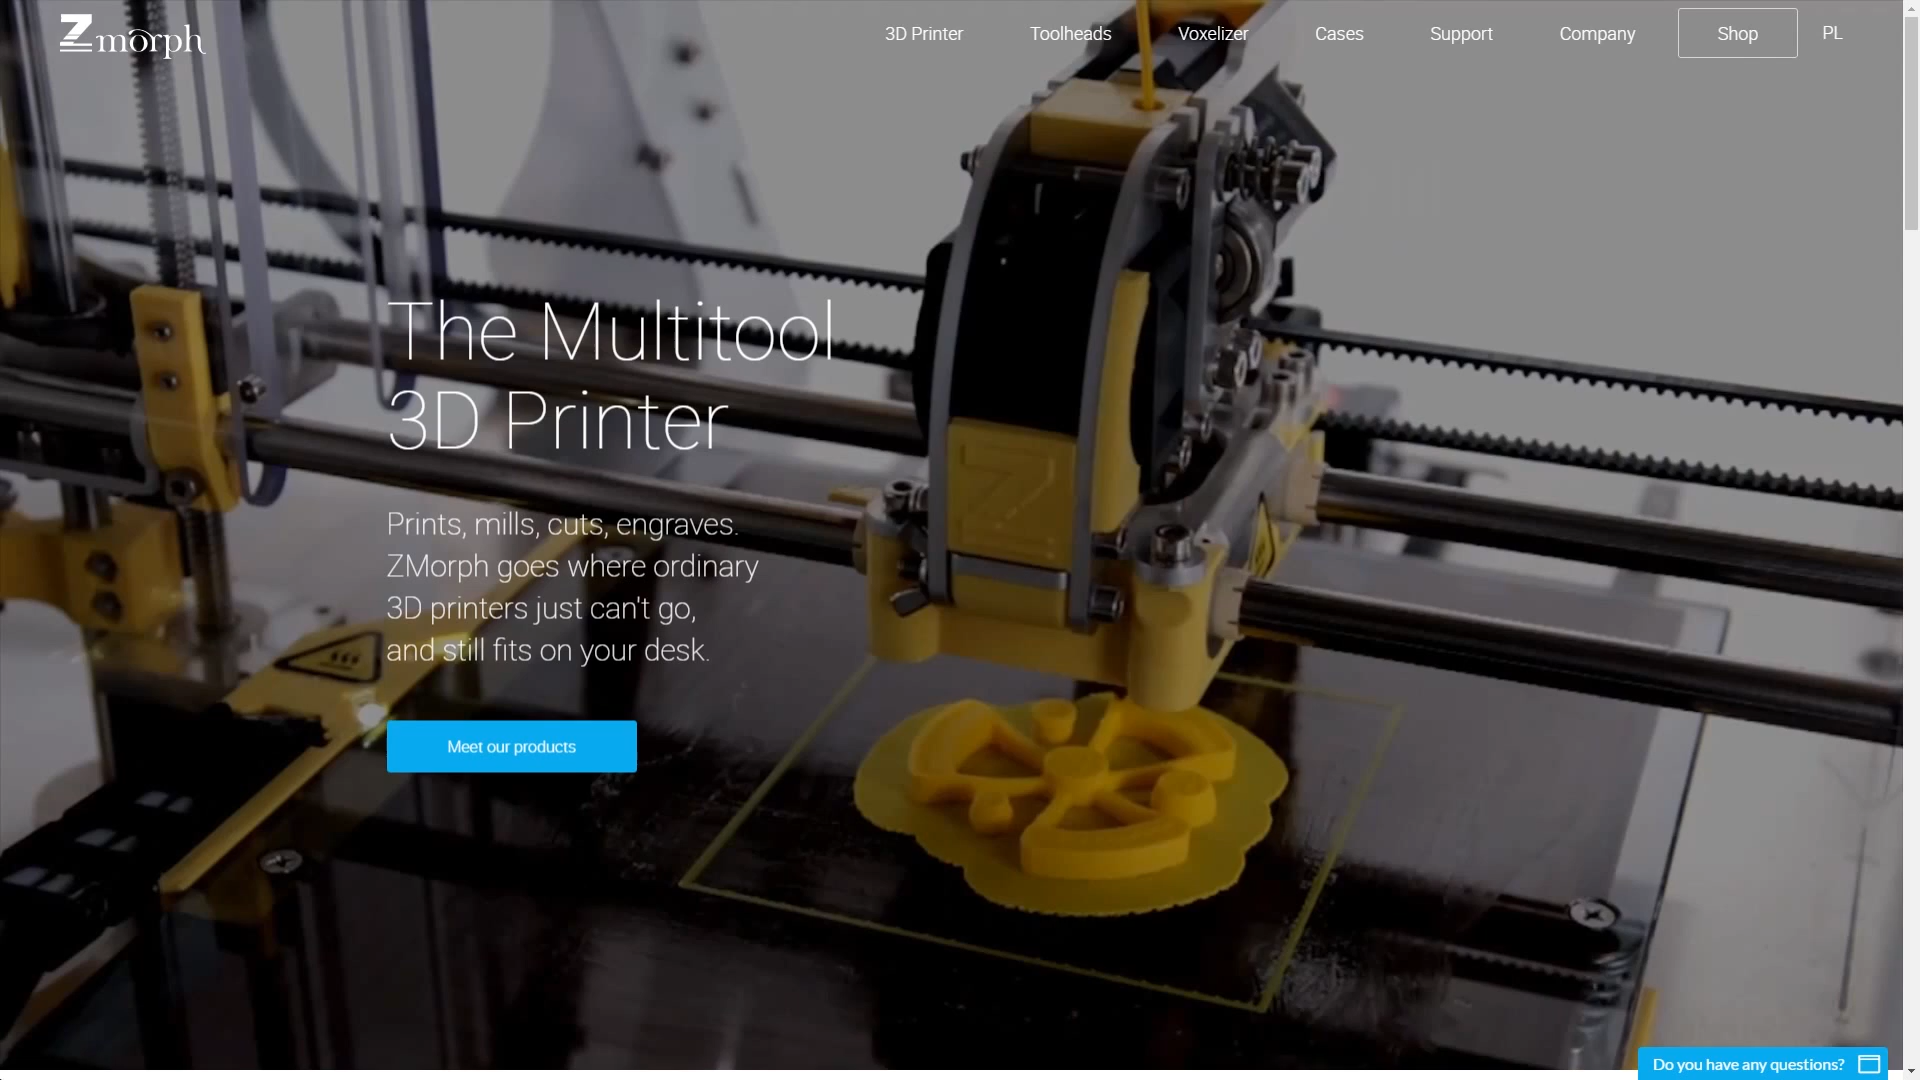 Zmorph
3D Printer
Toolheads
Voxelizer
Cases
Support
Company
Shop
PL
The Multitool
3D Printer
Prints, mills, cuts, engraves.
ZMorph goes where ordinary
3D printers just can't go,
and still fits on your desk.
Meet our products
Z
Do you have any questions?